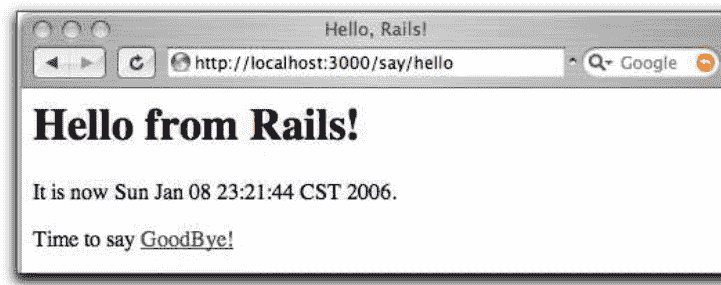 Hello, Rails!
http://localhost:3000/say/hello
Google
Hello from Rails!
It is now Sun Jan 08 23:21:44 CST 2006.
Time to say GoodBye!